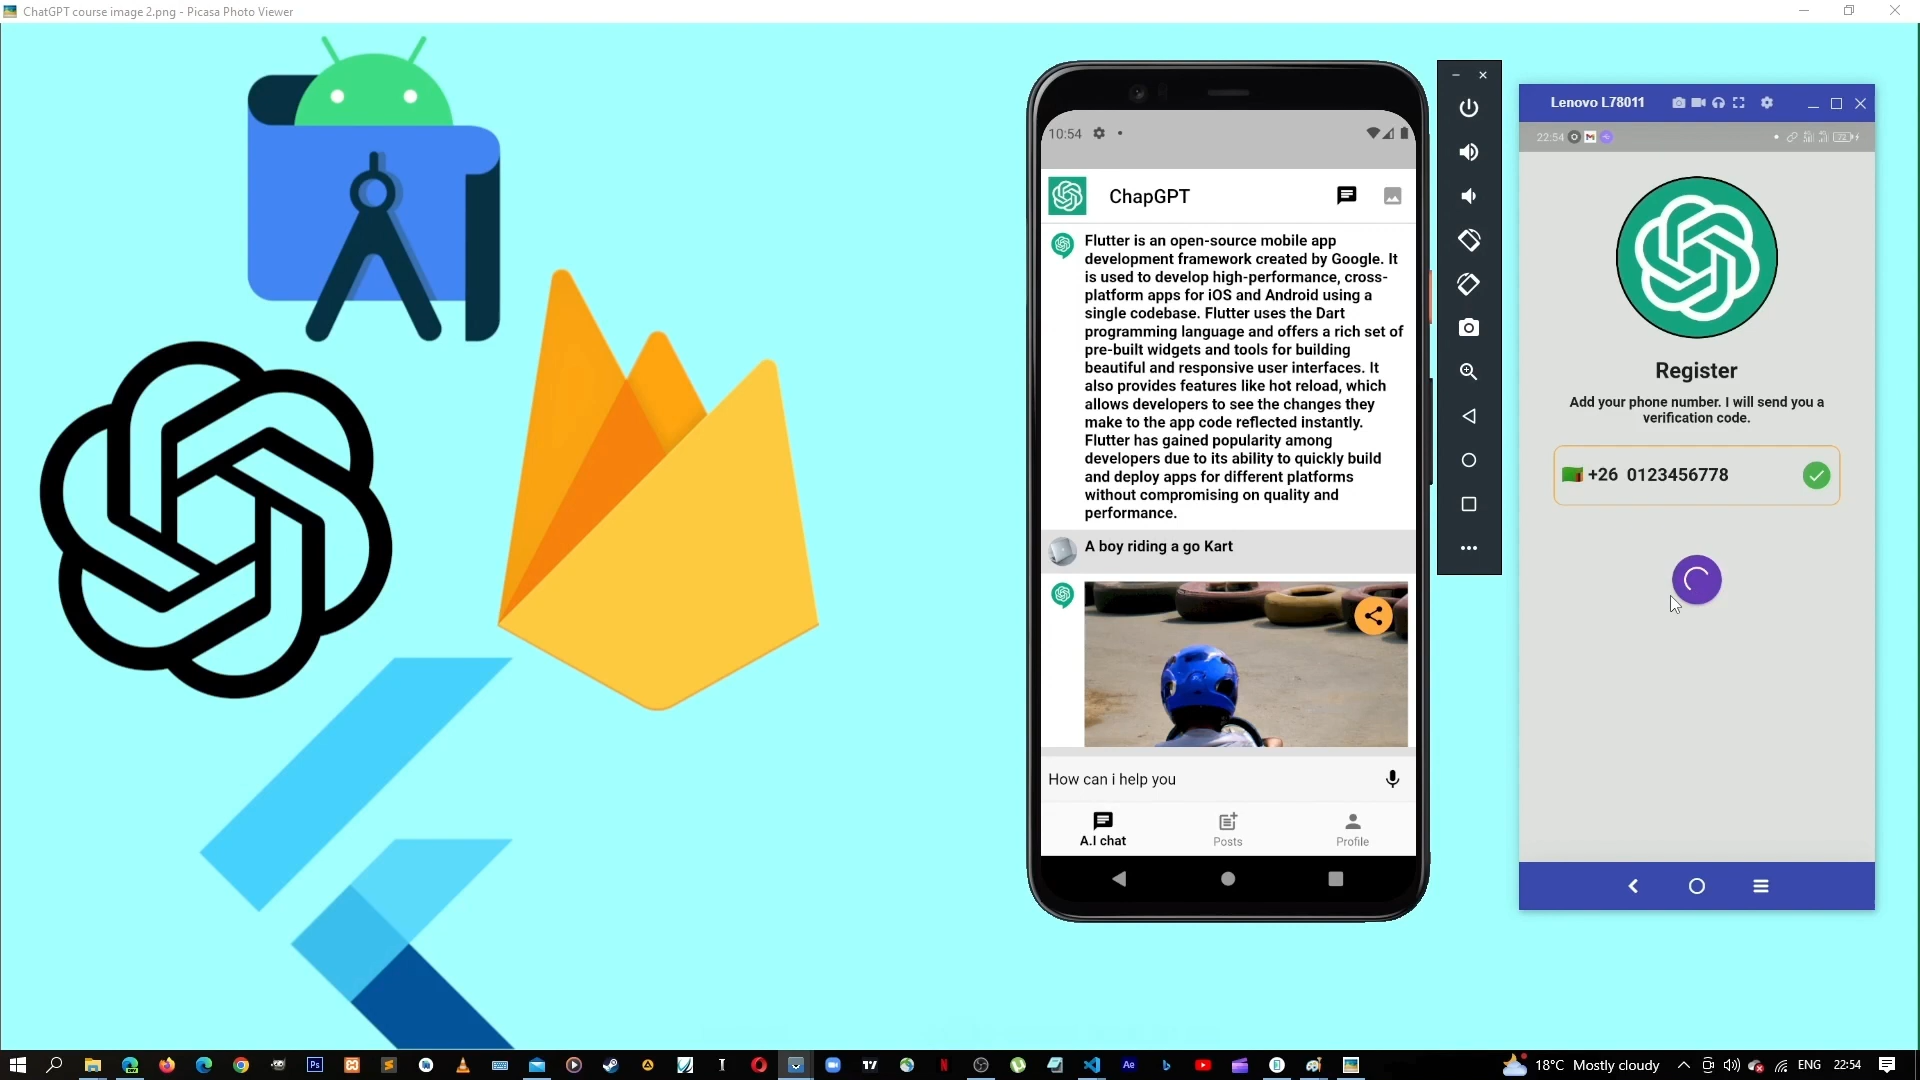 ChatGPT course image 2.png - Picasa Photo Viewer
10:54
ChapGPT
Flutter is an open-source mobile app
development framework created by Google. It
is used to develop high-performance, cross-
platform apps for iOS and Android using a
single codebase. Flutter uses the Dart
programming language and offers a rich set of
pre-built widgets and tools for building
beautiful and responsive user interfaces. It
also provides features like hot reload, which
allows developers to see the changes they
make to the app code reflected instantly.
Flutter has gained popularity among
developers due to its ability to quickly build
and deploy apps for different platforms
without compromising on quality and
performance.
A boy riding a go Kart
How can i help you
A.I chat
Posts
Profile
Lenovo L78011
22:54
72
Register
Add your phone number. I will send you a
verification code.
+26 0123456778
18°C Mostly cloudy
ENG
22:54